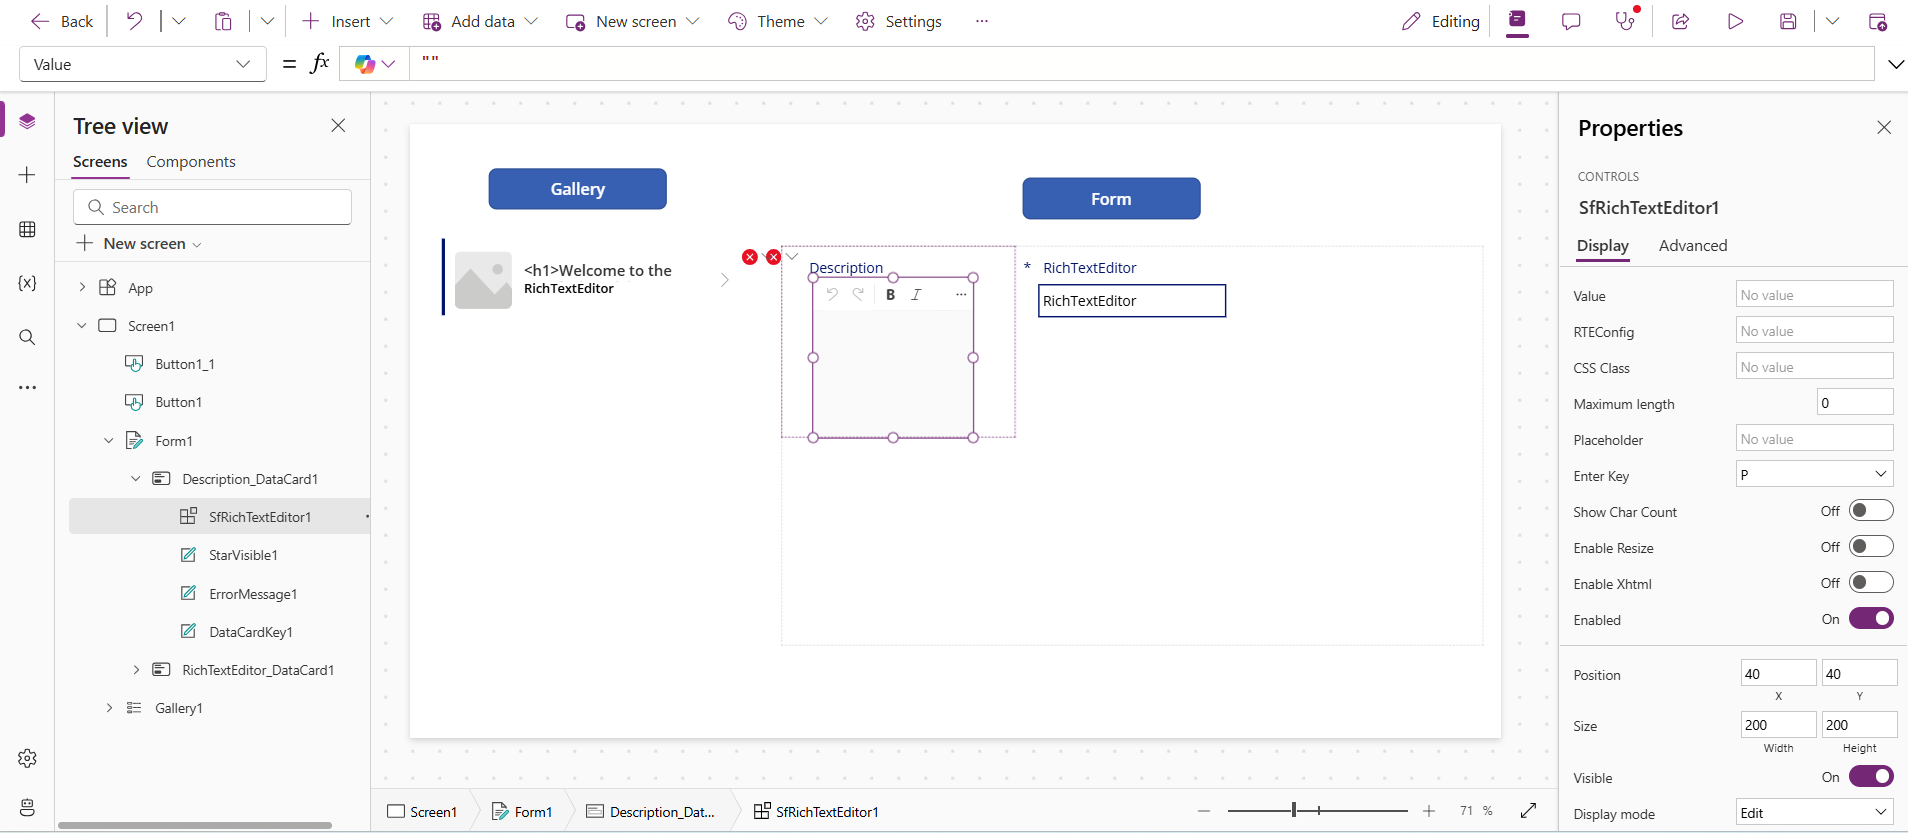 Back
Insert
Add data
New screen
Theme
Settings
Editing
Value
= fx
""
Tree view
Screens
Components
Search
New screen
App
Screen1
Button1_1
Button1
Form1
Description_DataCard1
SfRichTextEditor1
StarVisible1
ErrorMessage1
DataCardKey1
RichTextEditor_DataCard1
Gallery1
Gallery
Form
<h1>Welcome to the
RichTextEditor
Description
B I ...
* RichTextEditor
RichTextEditor
Screen1
Form1
Description_Dat...
SfRichTextEditor1
71 %
Properties
CONTROLS
SfRichTextEditor1
Display
Advanced
Value No value
RTEConfig No value
CSS Class No value
Maximum length 0
Placeholder No value
Enter Key P
Show Char Count Off
Enable Resize Off
Enable Xhtml Off
Enabled On
Position 40 40
X Y
Size 200 200
Width Height
Visible On
Display mode Edit